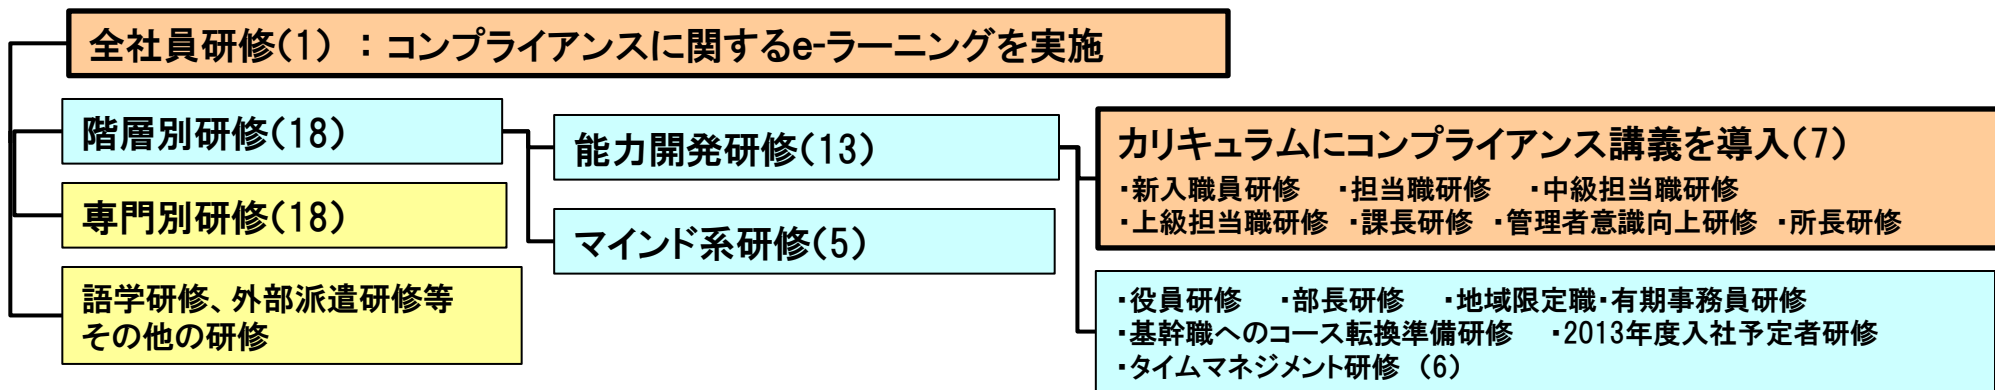 全社員研修(1) ：コンプライアンスに関するe-ラーニングを実施
階層別研修(18)
専門別研修(18)
語学研修、外部派遣研修等
その他の研修
能力開発研修(13)
マインド系研修(5)
カリキュラムにコンプライアンス講義を導入(7)
・新入職員研修　・担当職研修　・中級担当職研修
・上級担当職研修 ・課長研修 ・管理者意識向上研修 ・所長研修
・役員研修　・部長研修　・地域限定職・有期事務員研修
・基幹職へのコース転換準備研修　・2013年度入社予定者研修
・タイムマネジメント研修 (6)